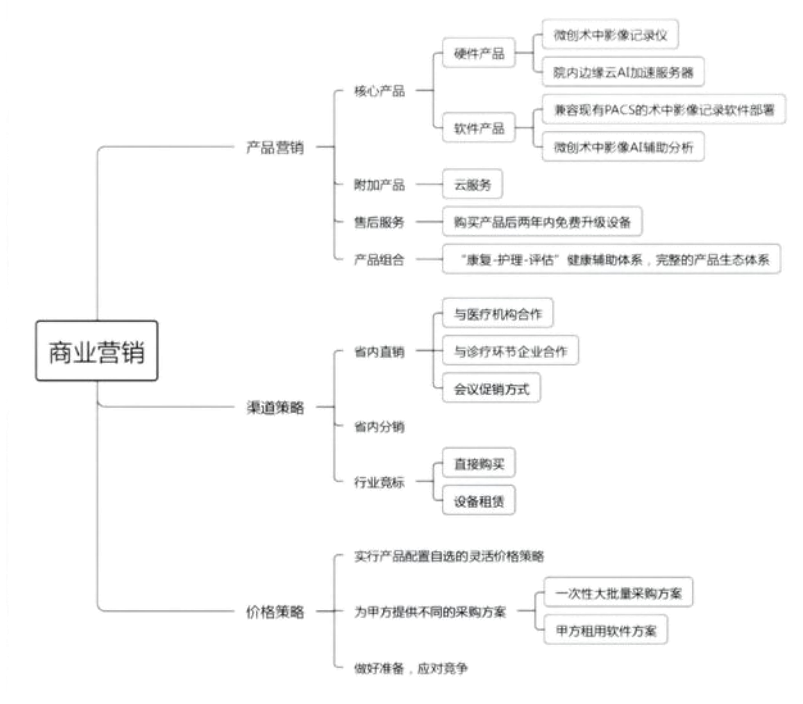 商业营销
产品营销
核心产品
硬件产品
微创术中影像记录仪
院内边缘云AI加速服务器
软件产品
兼容现有PACS的术中影像记录软件部署
微创术中影像AI辅助分析
附加产品
云服务
售后服务
购买产品后两年内免费升级设备
产品组合
“康复-护理-评估”健康辅助体系，完整的产品生态体系
渠道策略
省内直销
与医疗机构合作
与诊疗环节企业合作
会议促销方式
省内分销
行业竞标
直接购买
设备租赁
价格策略
实行产品配置自选的灵活价格策略
为甲方提供不同的采购方案
一次性大批量采购方案
甲方租用软件方案
做好准备，应对竞争